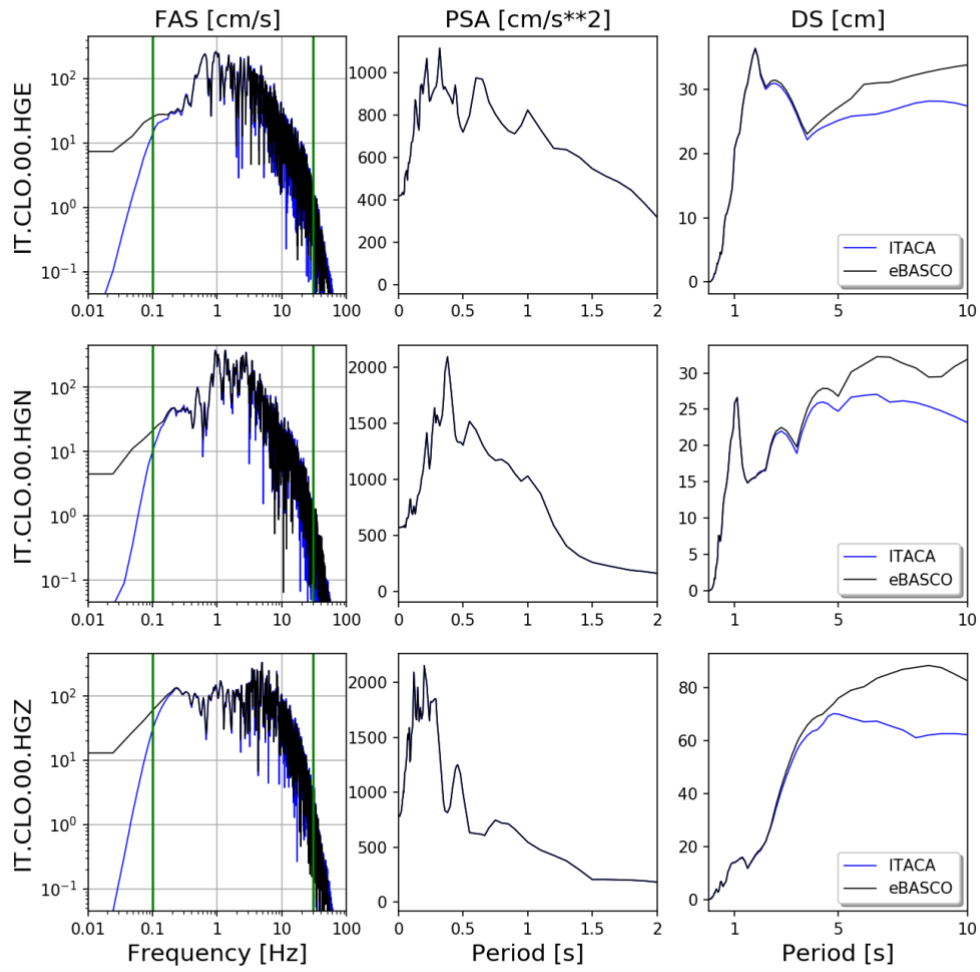 FAS [cm/s] PSA [cm/s**2] DS [cm]
IT.CLO.00.HGE
10² 10¹ 10⁰ 10⁻¹
0.01 0.1 1 10 100
1000 800 600 400 200 0
0 0.5 1 1.5 2
30 20 10 0
1 5 10
ITACA
eBASCO
IT.CLO.00.HGN
10² 10¹ 10⁰ 10⁻¹
0.01 0.1 1 10 100
2000 1500 1000 500 0
0 0.5 1 1.5 2
30 25 20 15 10 5 0
1 5 10
ITACA
eBASCO
IT.CLO.00.HGZ
10² 10¹ 10⁰ 10⁻¹
0.01 0.1 1 10 100
2000 1500 1000 500 0
0 0.5 1 1.5 2
80 60 40 20 0
1 5 10
ITACA
eBASCO
Frequency [Hz] Period [s] Period [s]